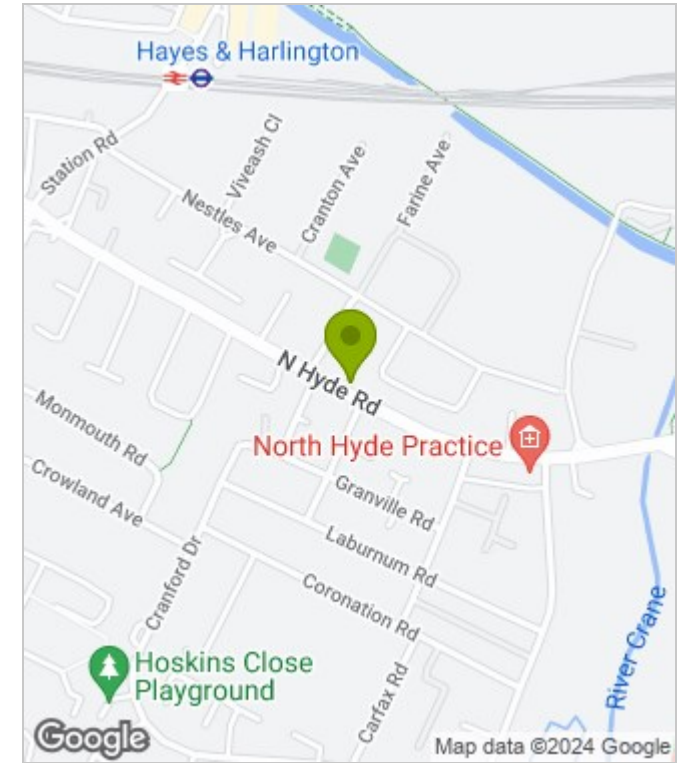 Hayes & Harlington
Station Rd
Viveash Cl
Cranton Ave
Farine Ave
Nestles Ave
N Hyde Rd
Monmouth Rd
North Hyde Practice
Crowland Ave
Granville Rd
Laburnum Rd
Cranford Dr
Coronation Rd
River Crane
Hoskins Close
Playground
Carfax Rd
Google
Map data ©2024 Google